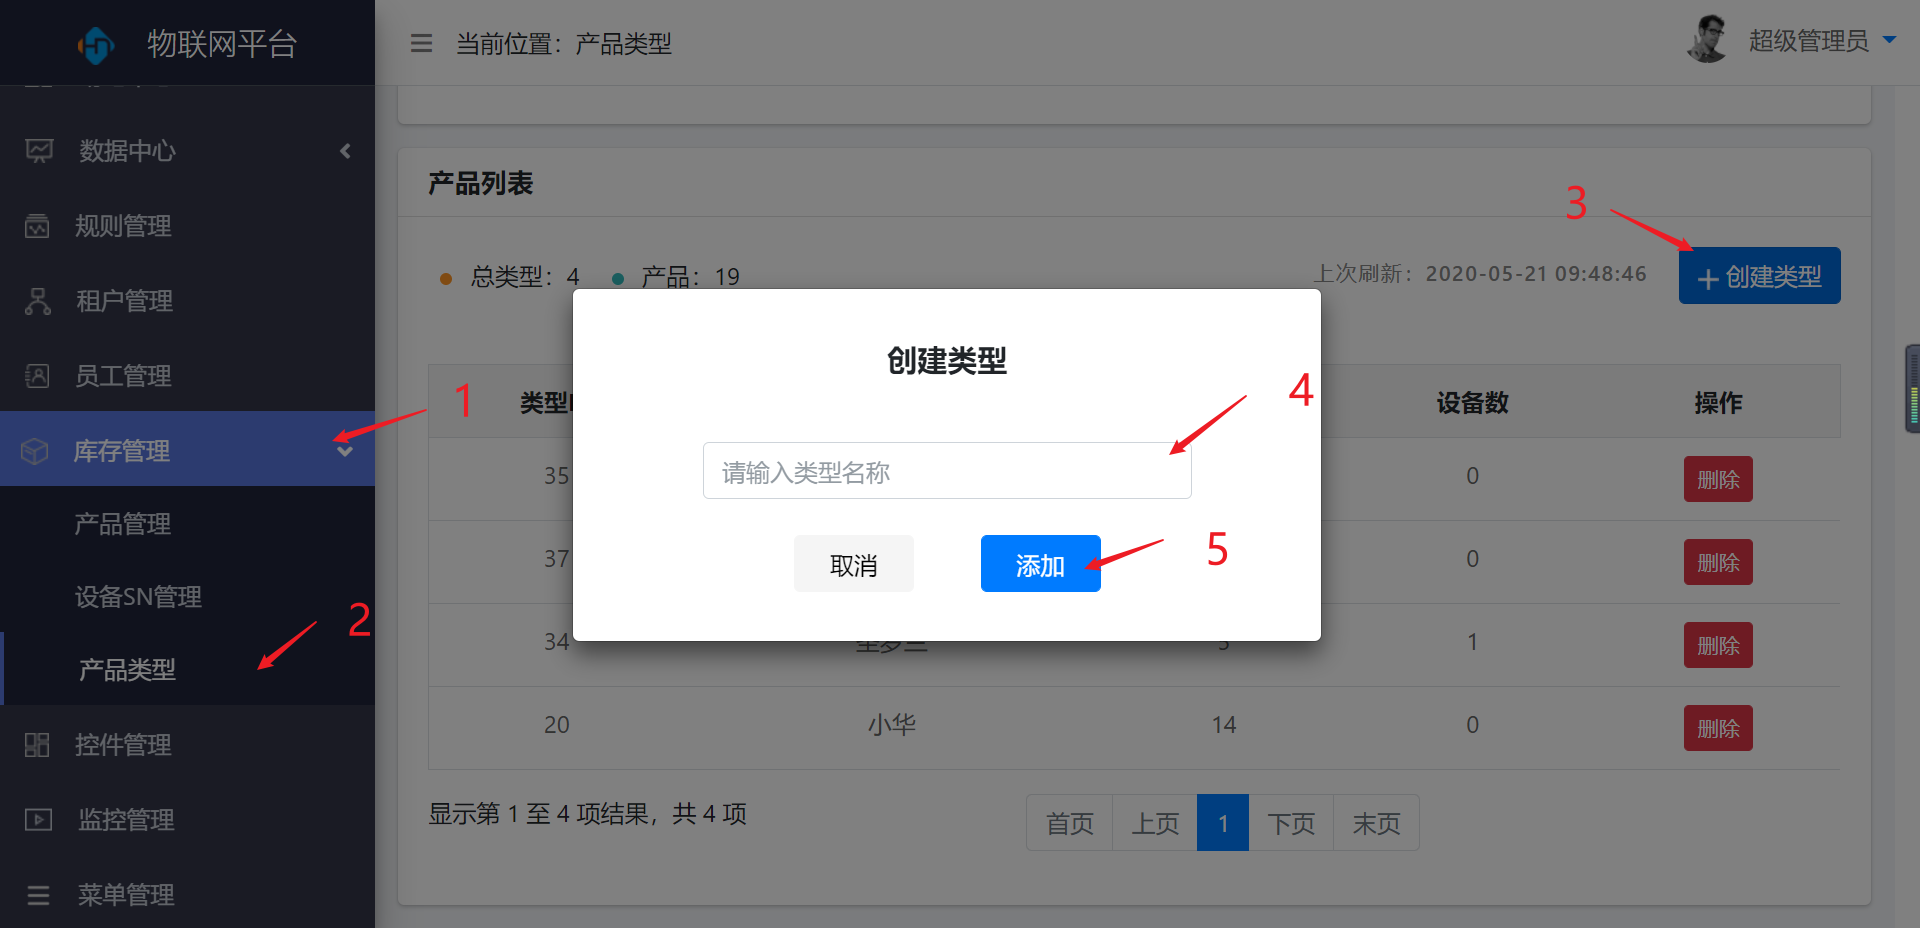 物联网平台
当前位置：产品类型
超级管理员
数据中心
规则管理
租户管理
员工管理
库存管理
1
产品管理
设备SN管理
2
产品类型
控件管理
监控管理
菜单管理
产品列表
3
总类型：4 产品：19
上次刷新：2020-05-21 09:48:46
创建类型
类型
设备数
操作
35
0
删除
37
0
删除
34
1
删除
20
小华
14
0
删除
创建类型
4
请输入类型名称
取消
添加
5
显示第 1 至 4 项结果，共 4 项
首页
上页
1
下页
末页